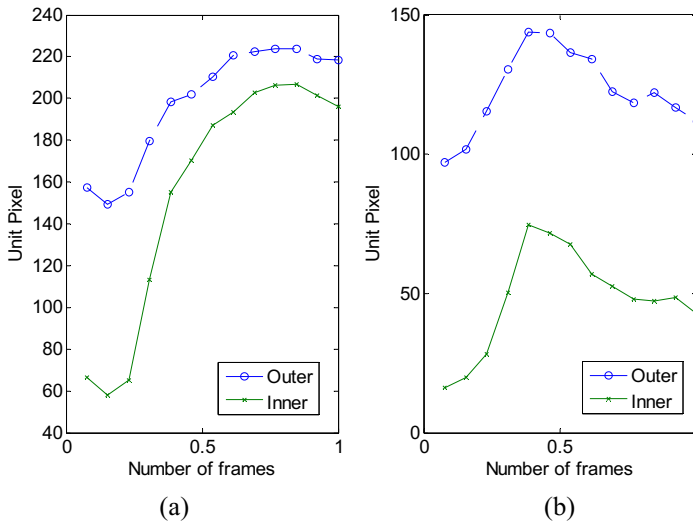 240
220
200
180
160
140
120
100
80
60
40
0
0.5
1
Unit Pixel
Number of frames
Outer
Inner
(a)
150
100
50
0
0
0.5
Unit Pixel
Number of frames
Outer
Inner
(b)